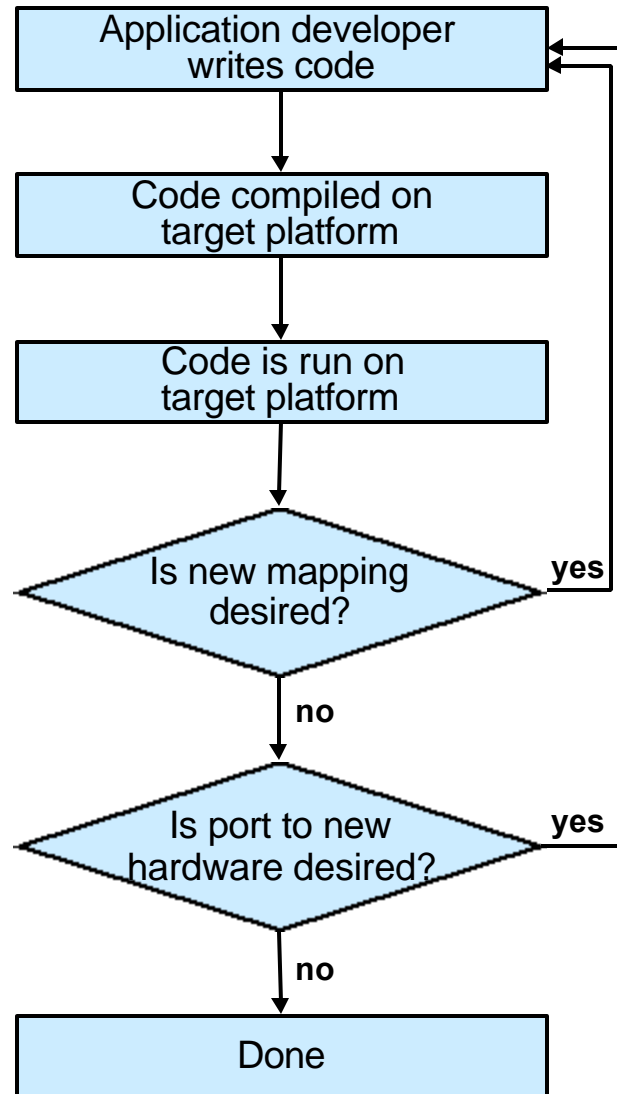 Application developer
writes code
Code compiled on
target platform
Code is run on
target platform
Is new mapping
desired?
yes
no
Is port to new
hardware desired?
yes
no
Done